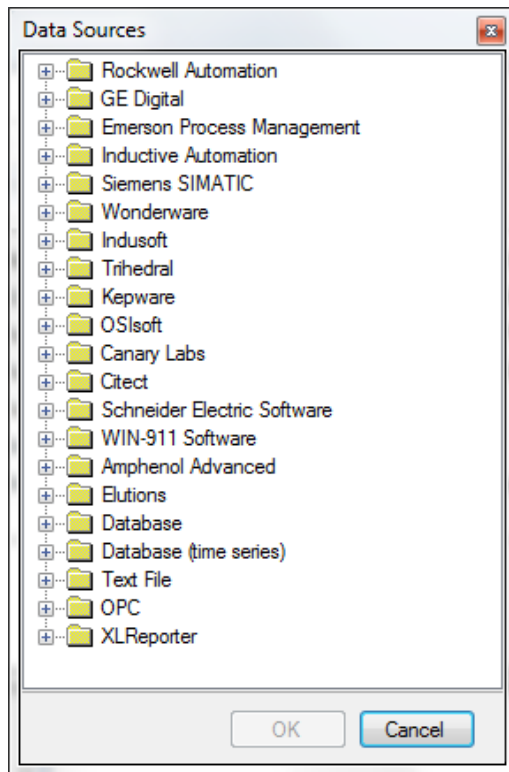 Data Sources
Rockwell Automation
GE Digital
Emerson Process Management
Inductive Automation
Siemens SIMATIC
Wonderware
Indusoft
Trihedral
Kepware
OSIsoft
Canary Labs
Citect
Schneider Electric Software
WIN-911 Software
Amphenol Advanced
Elutions
Database
Database (time series)
Text File
OPC
XLReporter
OK Cancel